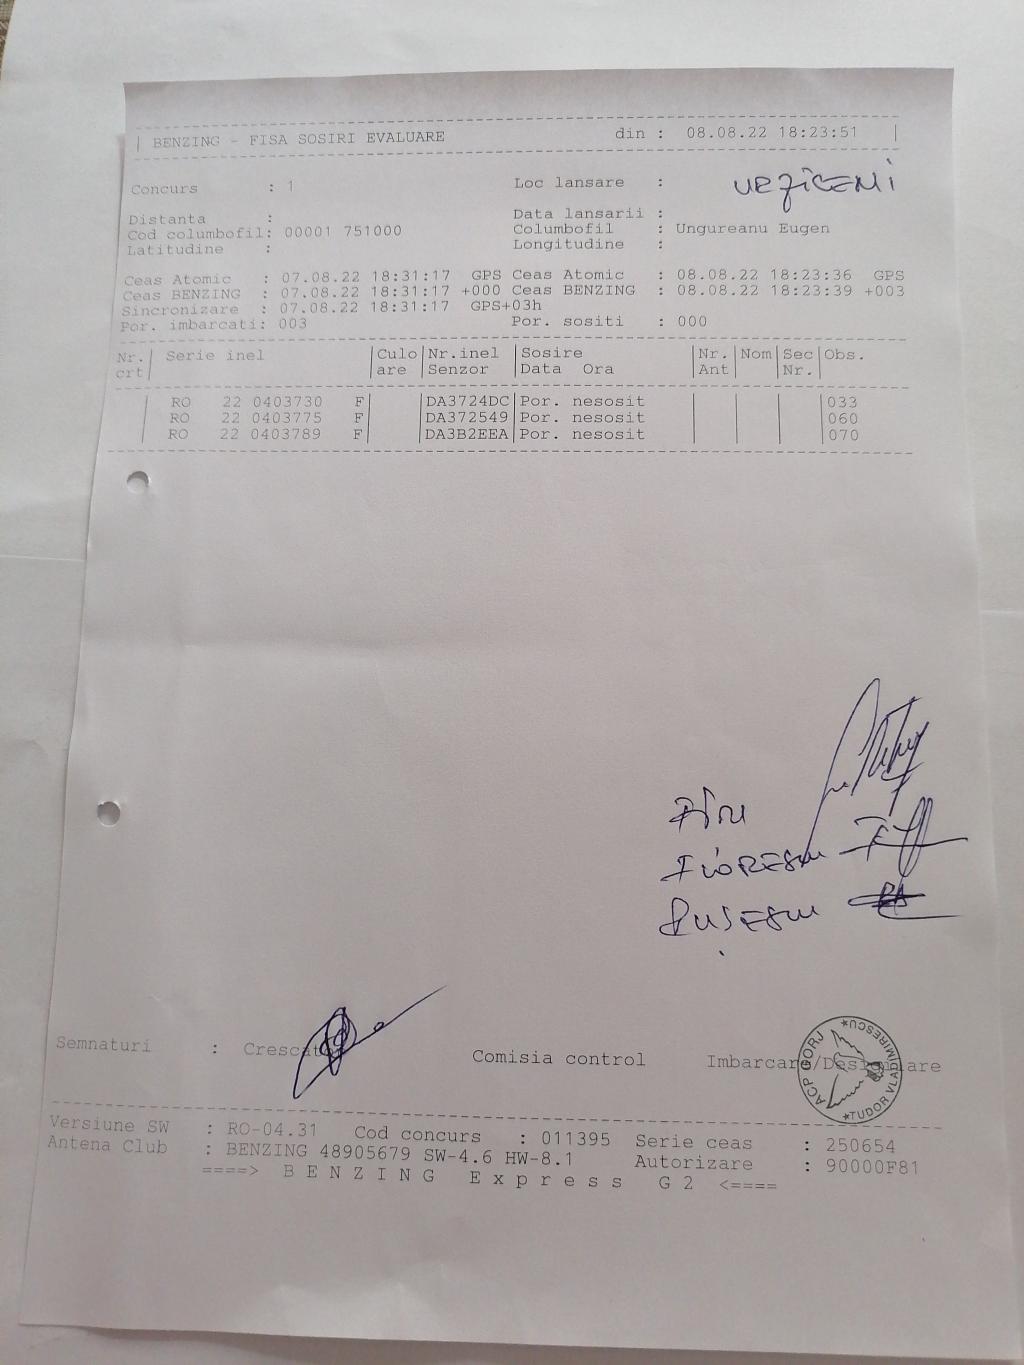 BENZING - FISA SOSIRI EVALUARE din : 08.08.22 18:23:51
Concurs : 1 Loc lansare : URZICENI
Distanta : Data lansarii :
Cod columbofil: 00001 751000 Columbofil : Ungureanu Eugen
Latitudine : Longitudine :
Ceas Atomic : 07.08.22 18:31:17 GPS Ceas Atomic : 08.08.22 18:23:36 GPS
Ceas BENZING : 07.08.22 18:31:17 +000 Ceas BENZING : 08.08.22 18:23:39 +003
Sincronizare : 07.08.22 18:31:17 GPS+03h
Por. imbarcati: 003 Por. sositi : 000
Nr. Serie inel Culo Nr.inel Sosire Nr. Nom Sec Obs.
crt are Senzor Data Ora Ant Nr.
RO 22 0403730 F DA3724DC Por. nesosit 033
RO 22 0403775 F DA372549 Por. nesosit 060
RO 22 0403789 F DA3B2EEA Por. nesosit 070
Semnaturi : Crescator Comisia control Imbarcare/Desigilare
ACP GORJ
*TUDOR VLADIMIRESCU*
Versiune SW : RO-04.31 Cod concurs : 011395 Serie ceas : 250654
Antena Club : BENZING 48905679 SW-4.6 HW-8.1 Autorizare : 90000F81
====> BENZING Express G2 <====